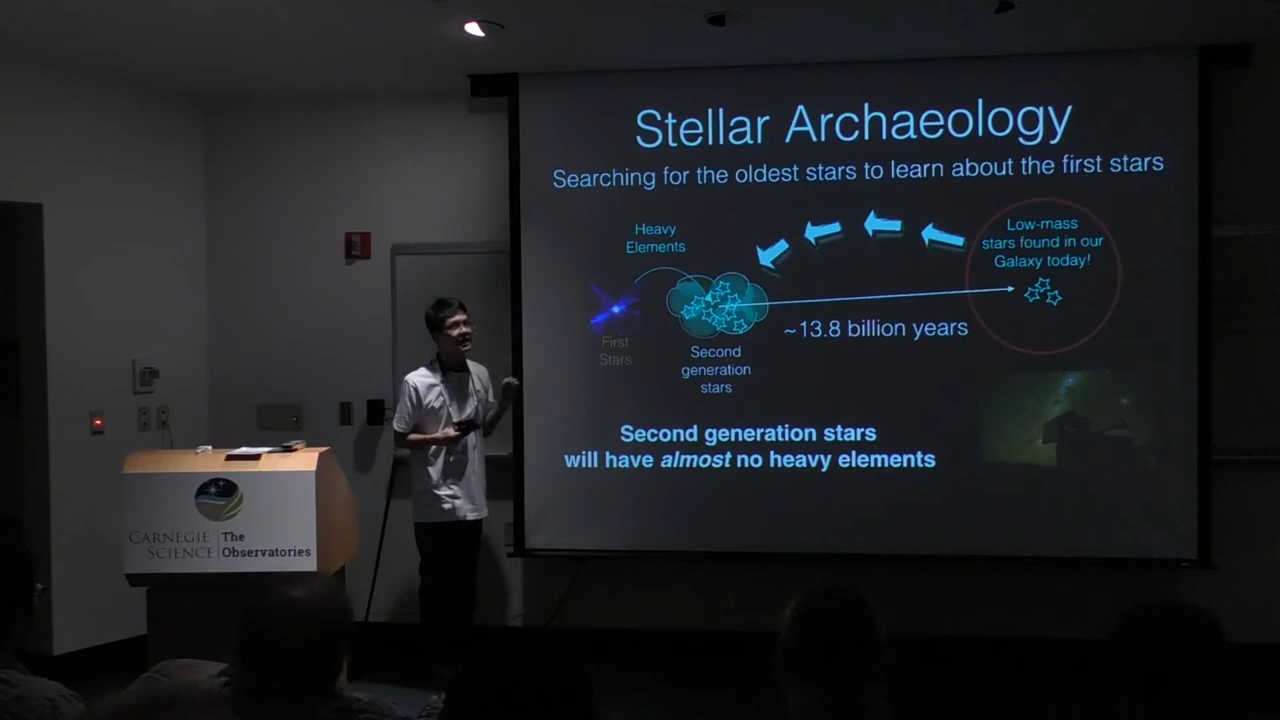 Stellar Archaeology
Searching for the oldest stars to learn about the first stars
Heavy
Elements
Low-mass
stars found in our
Galaxy today!
~13.8 billion years
First
Stars
Second
generation
stars
Second generation stars
will have almost no heavy elements
CARNEGIE
SCIENCE
The
Observatories